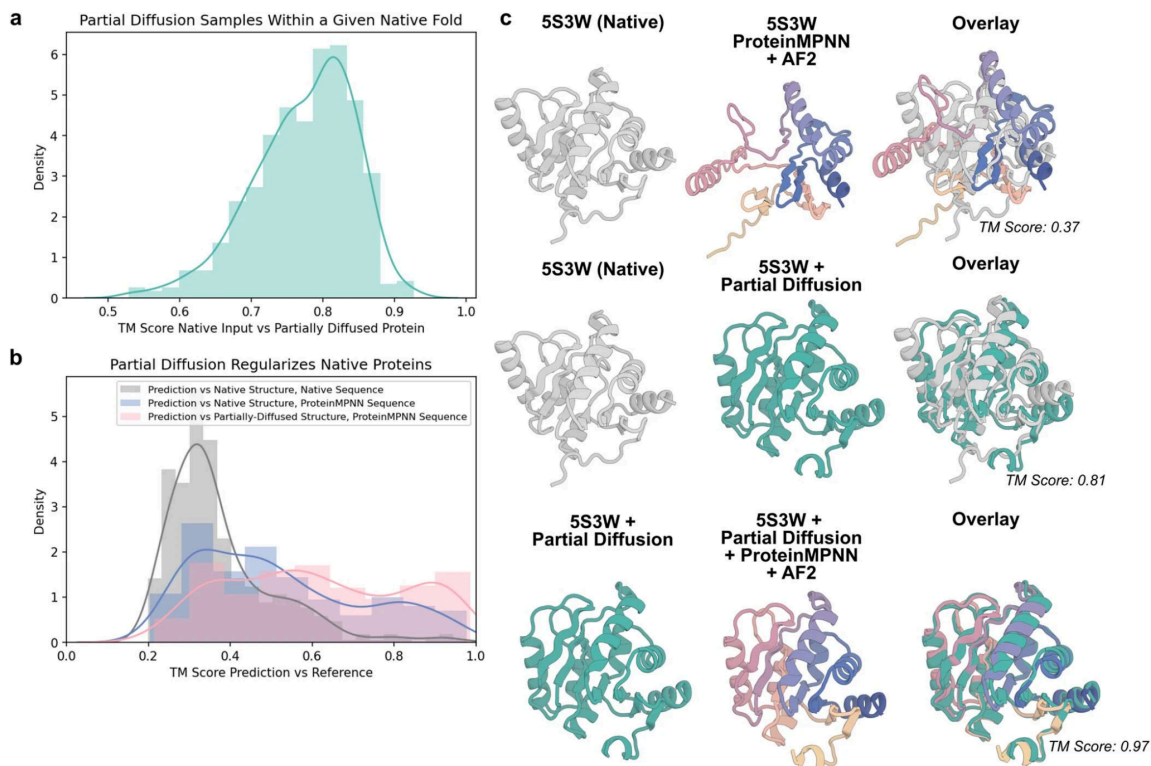 a
Partial Diffusion Samples Within a Given Native Fold
6
5
4
3
2
1
0
Density
0.5 0.6 0.7 0.8 0.9 1.0
TM Score Native Input vs Partially Diffused Protein
b
Partial Diffusion Regularizes Native Proteins
Prediction vs Native Structure, Native Sequence
Prediction vs Native Structure, ProteinMPNN Sequence
Prediction vs Partially-Diffused Structure, ProteinMPNN Sequence
5
4
3
2
1
0
Density
0.0 0.2 0.4 0.6 0.8 1.0
TM Score Prediction vs Reference
c
5S3W (Native)
5S3W
ProteinMPNN
+ AF2
Overlay
TM Score: 0.37
5S3W (Native)
5S3W +
Partial Diffusion
Overlay
TM Score: 0.81
5S3W +
Partial Diffusion
5S3W +
Partial Diffusion
+ ProteinMPNN
+ AF2
Overlay
TM Score: 0.97